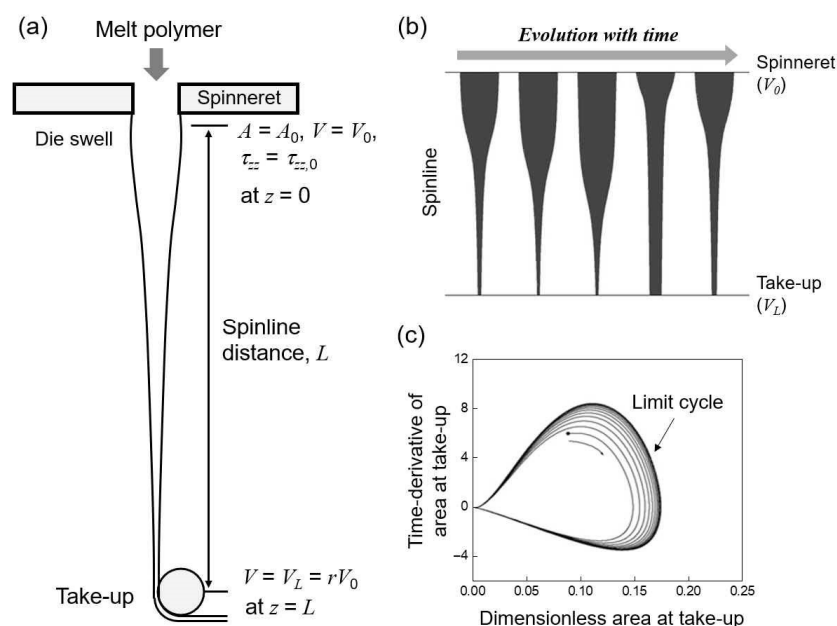 (a)
Melt polymer
Spinneret
Die swell
A = A₀, V = V₀,
τzz = τzz,0
at z = 0
Spinline
distance, L
V = V_L = rV₀
at z = L
Take-up
(b)
Evolution with time
Spinneret
(V₀)
Spinline
Take-up
(V_L)
(c)
Time-derivative of
area at take-up
12
8
4
0
−4
Limit cycle
0.00 0.05 0.10 0.15 0.20 0.25
Dimensionless area at take-up